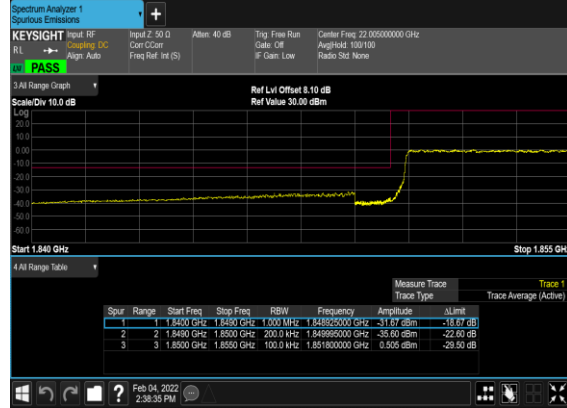 Spectrum Analyzer 1
Spurious Emissions
+
KEYSIGHT Input: RF Input Z: 50 Ω Atten: 40 dB Trig: Free Run Center Freq: 22.005000000 GHz
RL Coupling: DC Corr CCorr Gate: Off Avg|Hold: 100/100
Align: Auto Freq Ref: Int (S) IF Gain: Low Radio Std: None
LW PASS
3 All Range Graph
Ref Lvl Offset 8.10 dB
Scale/Div 10.0 dB Ref Value 30.00 dBm
Log
20.0
10.0
0.00
-10.0
-20.0
-30.0
-40.0
-50.0
-60.0
Start 1.840 GHz Stop 1.855 GH
4 All Range Table
Measure Trace Trace 1
Trace Type Trace Average (Active)
Spur Range Start Freq Stop Freq RBW Frequency Amplitude ΔLimit
1 1 1.8400 GHz 1.8490 GHz 1.000 MHz 1.848925000 GHz -31.67 dBm -18.67 dB
2 2 1.8490 GHz 1.8500 GHz 200.0 kHz 1.849995000 GHz -35.60 dBm -22.60 dB
3 3 1.8500 GHz 1.8550 GHz 100.0 kHz 1.851800000 GHz 0.505 dBm -29.50 dB
? Feb 04, 2022
2:38:35 PM